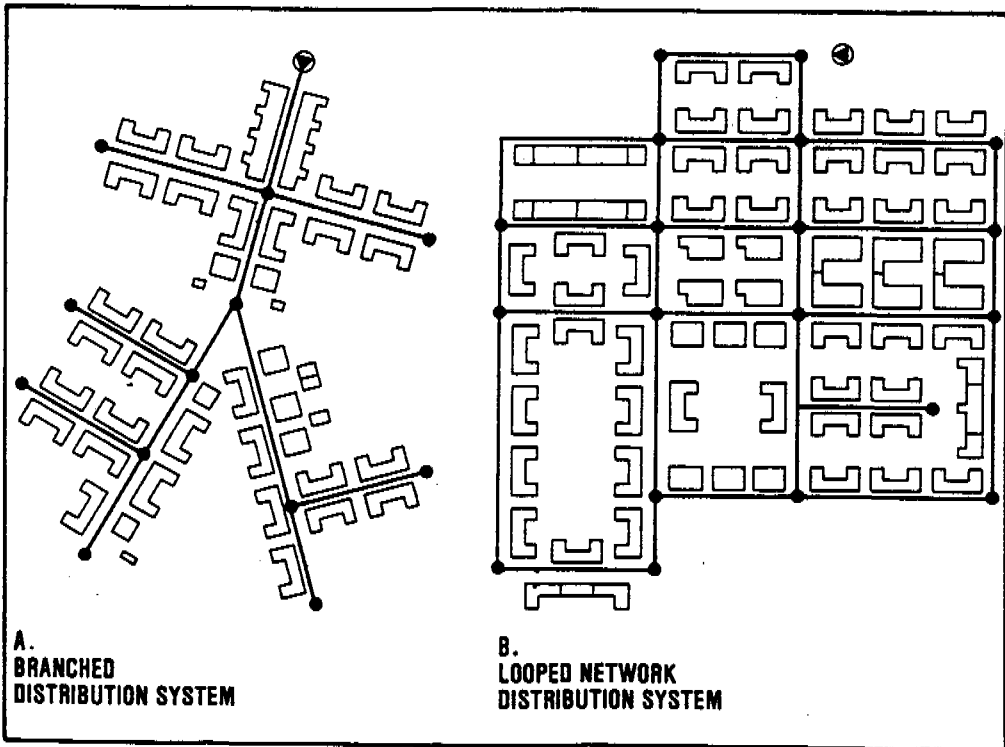 A.
BRANCHED
DISTRIBUTION SYSTEM
B.
LOOPED NETWORK
DISTRIBUTION SYSTEM